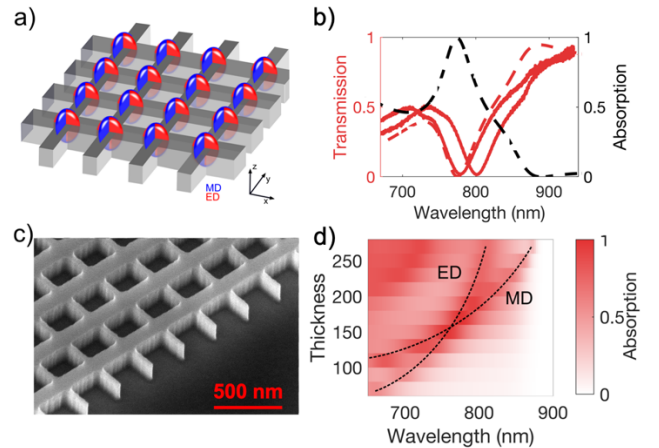 a)
MD
ED
z
y
x
b)
1
0.5
0
Transmission
1
0.5
0
Absorption
700
800
900
Wavelength (nm)
c)
500 nm
d)
250
200
150
100
Thickness
ED
MD
700
800
900
Wavelength (nm)
1
0.5
0
Absorption